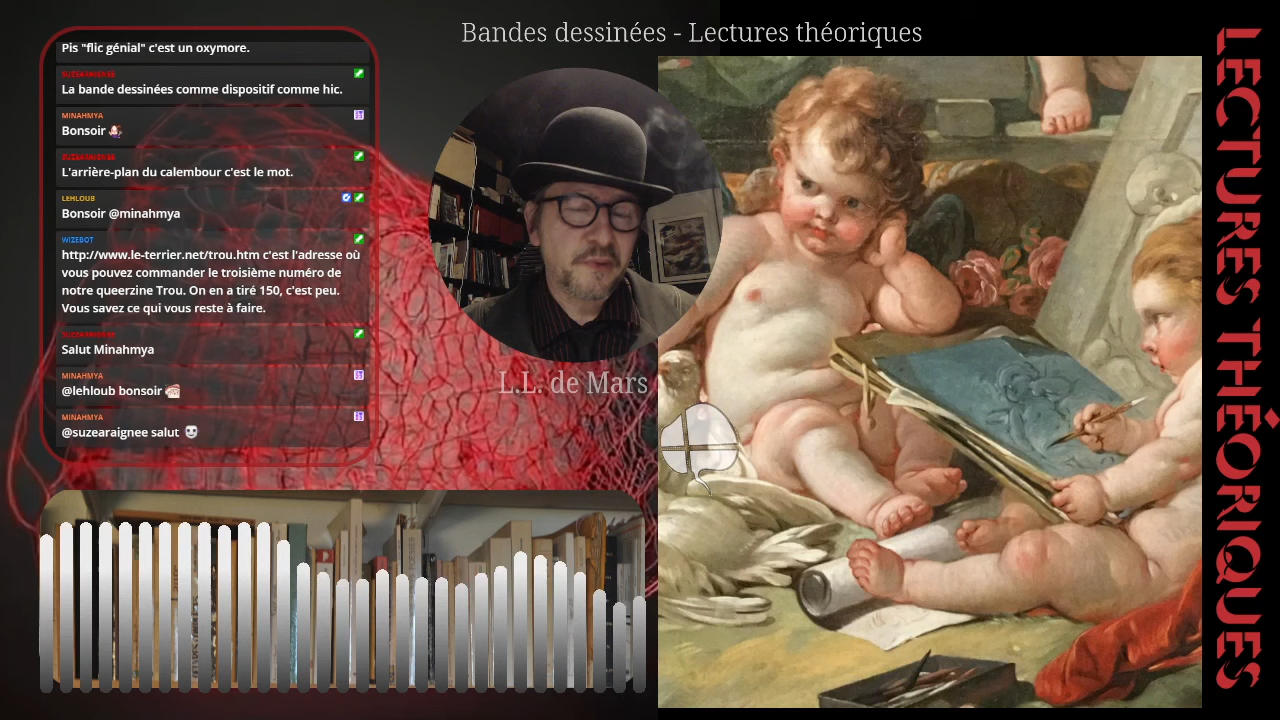 Bandes dessinées - Lectures théoriques
Pis "flic génial" c'est un oxymore.
SUZEARAIGNEE
La bande dessinées comme dispositif comme hic.
MINAHMYA
Bonsoir
SUZEARAIGNEE
L'arrière-plan du calembour c'est le mot.
LEHLOUB
Bonsoir @minahmya
WIZEBOT
http://www.le-terrier.net/trou.htm c'est l'adresse où
vous pouvez commander le troisième numéro de
notre queerzine Trou. On en a tiré 150, c'est peu.
Vous savez ce qui vous reste à faire.
SUZEARAIGNEE
Salut Minahmya
MINAHMYA
@lehloub bonsoir
MINAHMYA
@suzearaignee salut
L.L. de Mars
LECTURES THÉORIQUES